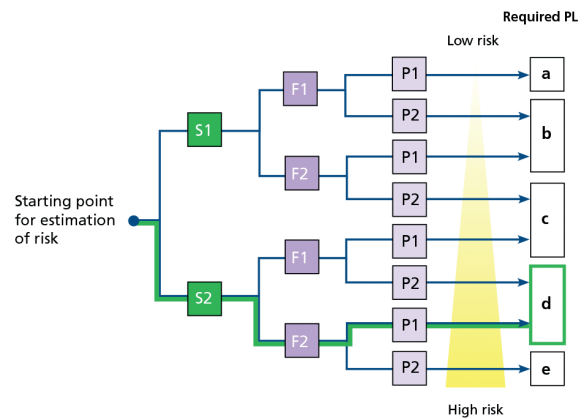 Required PL
Low risk
P1
a
F1
P2
b
S1
P1
F2
P2
c
Starting point
for estimation
of risk
P1
F1
P2
d
S2
P1
F2
P2
e
High risk